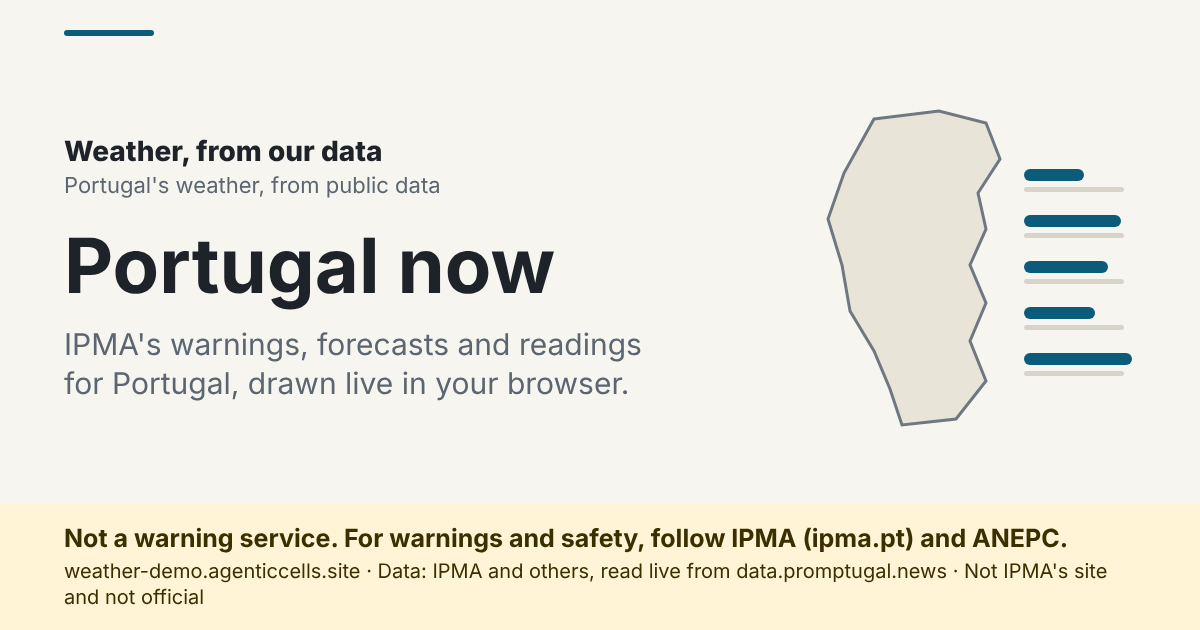 Weather, from our data
Portugal's weather, from public data
Portugal now
IPMA's warnings, forecasts and readings
for Portugal, drawn live in your browser.
Not a warning service. For warnings and safety, follow IPMA (ipma.pt) and ANEPC.
weather-demo.agenticcells.site · Data: IPMA and others, read live from data.promptugal.news · Not IPMA's site
and not official